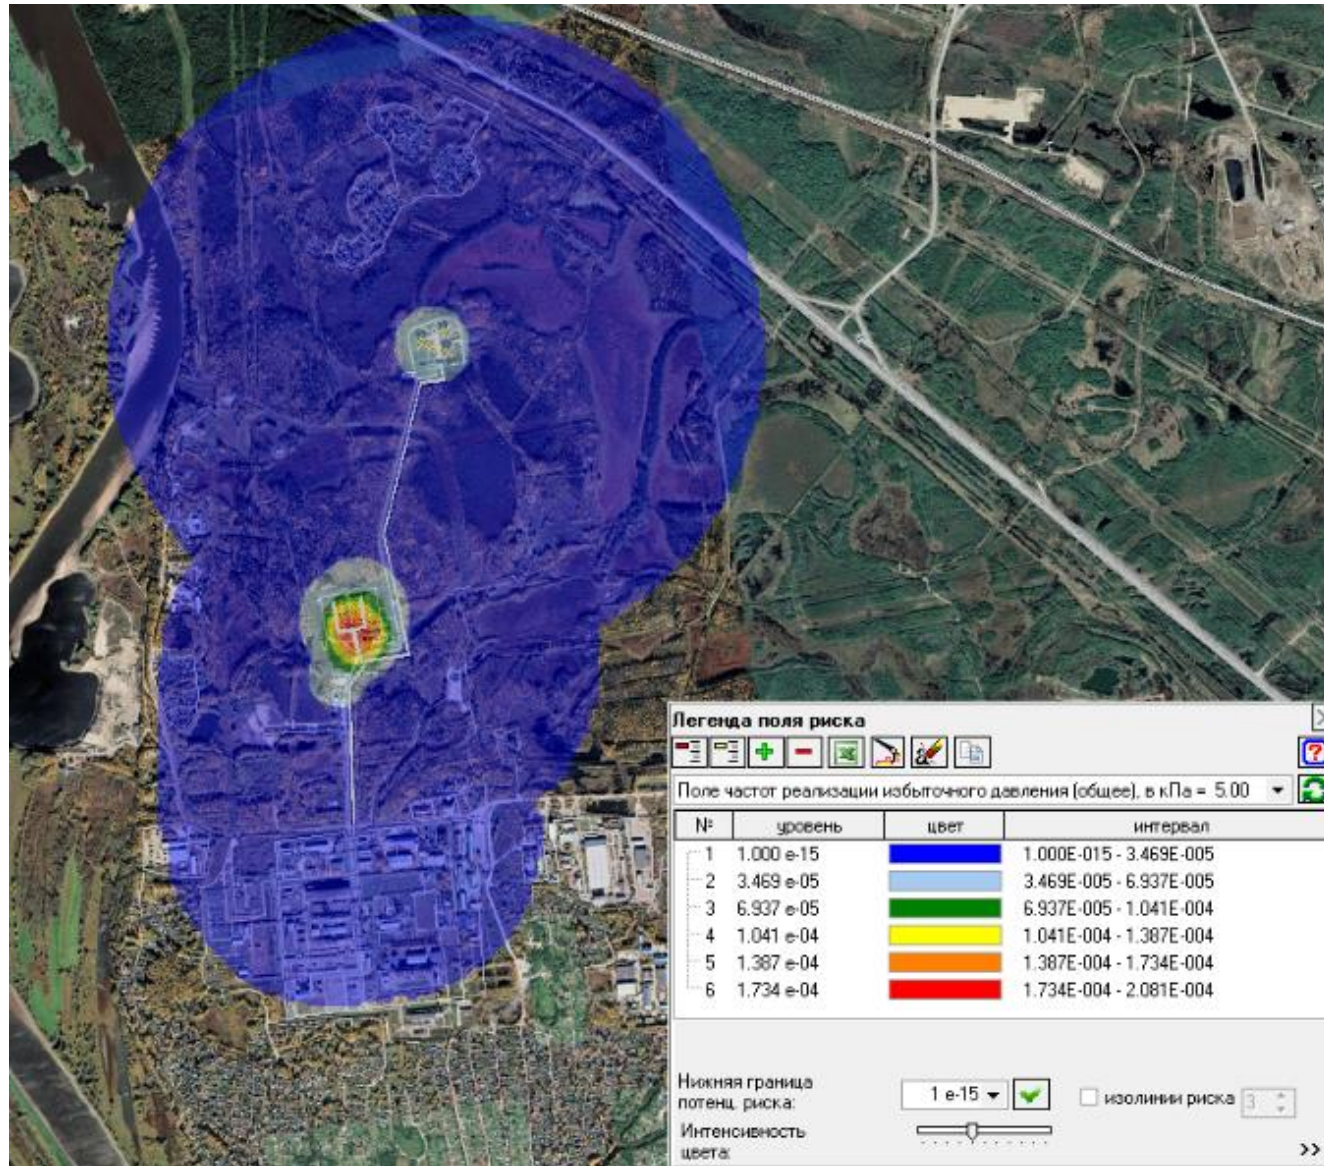 Легенда поля риска
Поле частот реализации избыточного давления (общее), в кПа = 5.00
№ уровень цвет интервал
1 1.000 e-15 1.000E-015 - 3.469E-005
2 3.469 e-05 3.469E-005 - 6.937E-005
3 6.937 e-05 6.937E-005 - 1.041E-004
4 1.041 e-04 1.041E-004 - 1.387E-004
5 1.387 e-04 1.387E-004 - 1.734E-004
6 1.734 e-04 1.734E-004 - 2.081E-004
Нижняя граница
потенц. риска: 1 e-15 изолинии риска 3
Интенсивность
цвета: >>